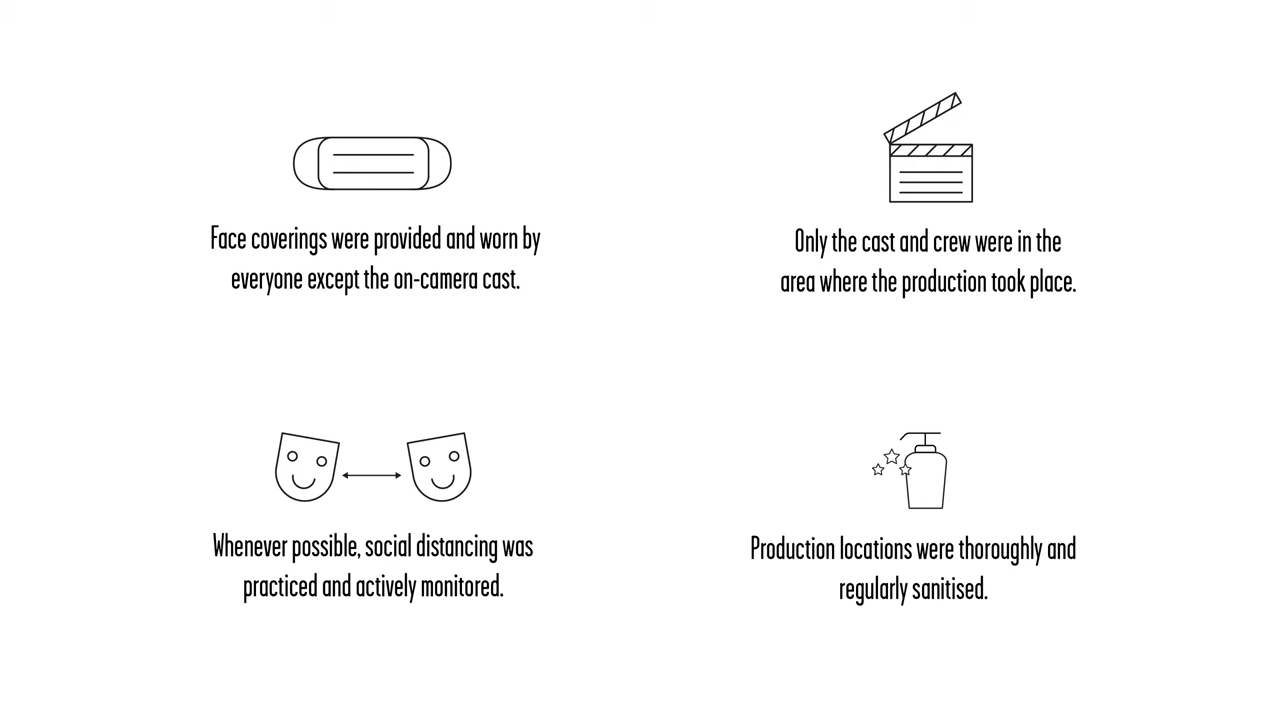 Face coverings were provided and worn by
everyone except the on-camera cast.
Only the cast and crew were in the
area where the production took place.
Whenever possible, social distancing was
practiced and actively monitored.
Production locations were thoroughly and
regularly sanitised.